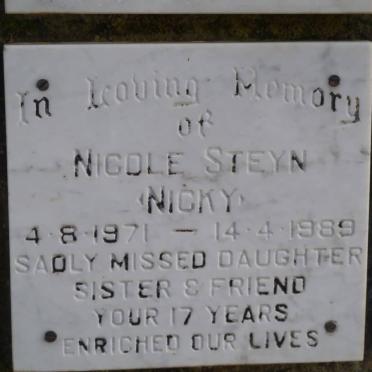 In Loving Memory
of
NICOLE STEYN
(NICKY)
4·8·1971 — 14·4·1989
SADLY MISSED DAUGHTER
SISTER & FRIEND
YOUR 17 YEARS
ENRICHED OUR LIVES